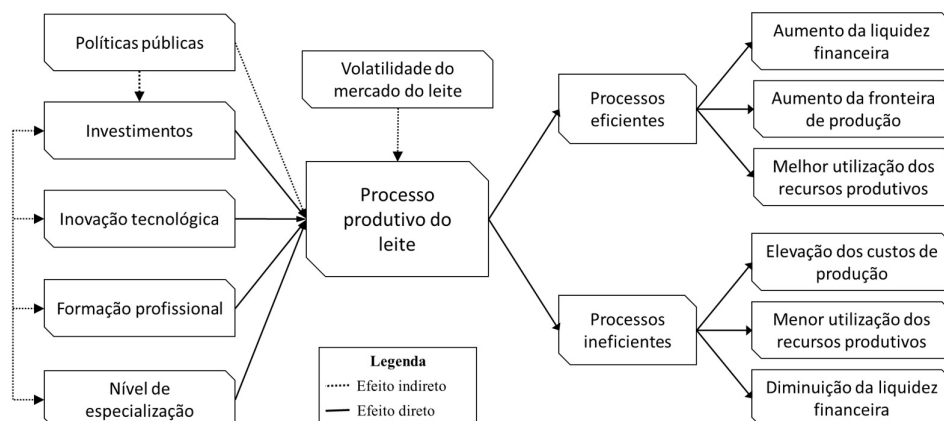 Políticas públicas
Investimentos
Inovação tecnológica
Formação profissional
Nível de
especialização
Volatilidade do
mercado do leite
Processo
produtivo do
leite
Legenda
Efeito indireto
Efeito direto
Processos
eficientes
Processos
ineficientes
Aumento da liquidez
financeira
Aumento da fronteira
de produção
Melhor utilização dos
recursos produtivos
Elevação dos custos de
produção
Menor utilização dos
recursos produtivos
Diminuição da liquidez
financeira